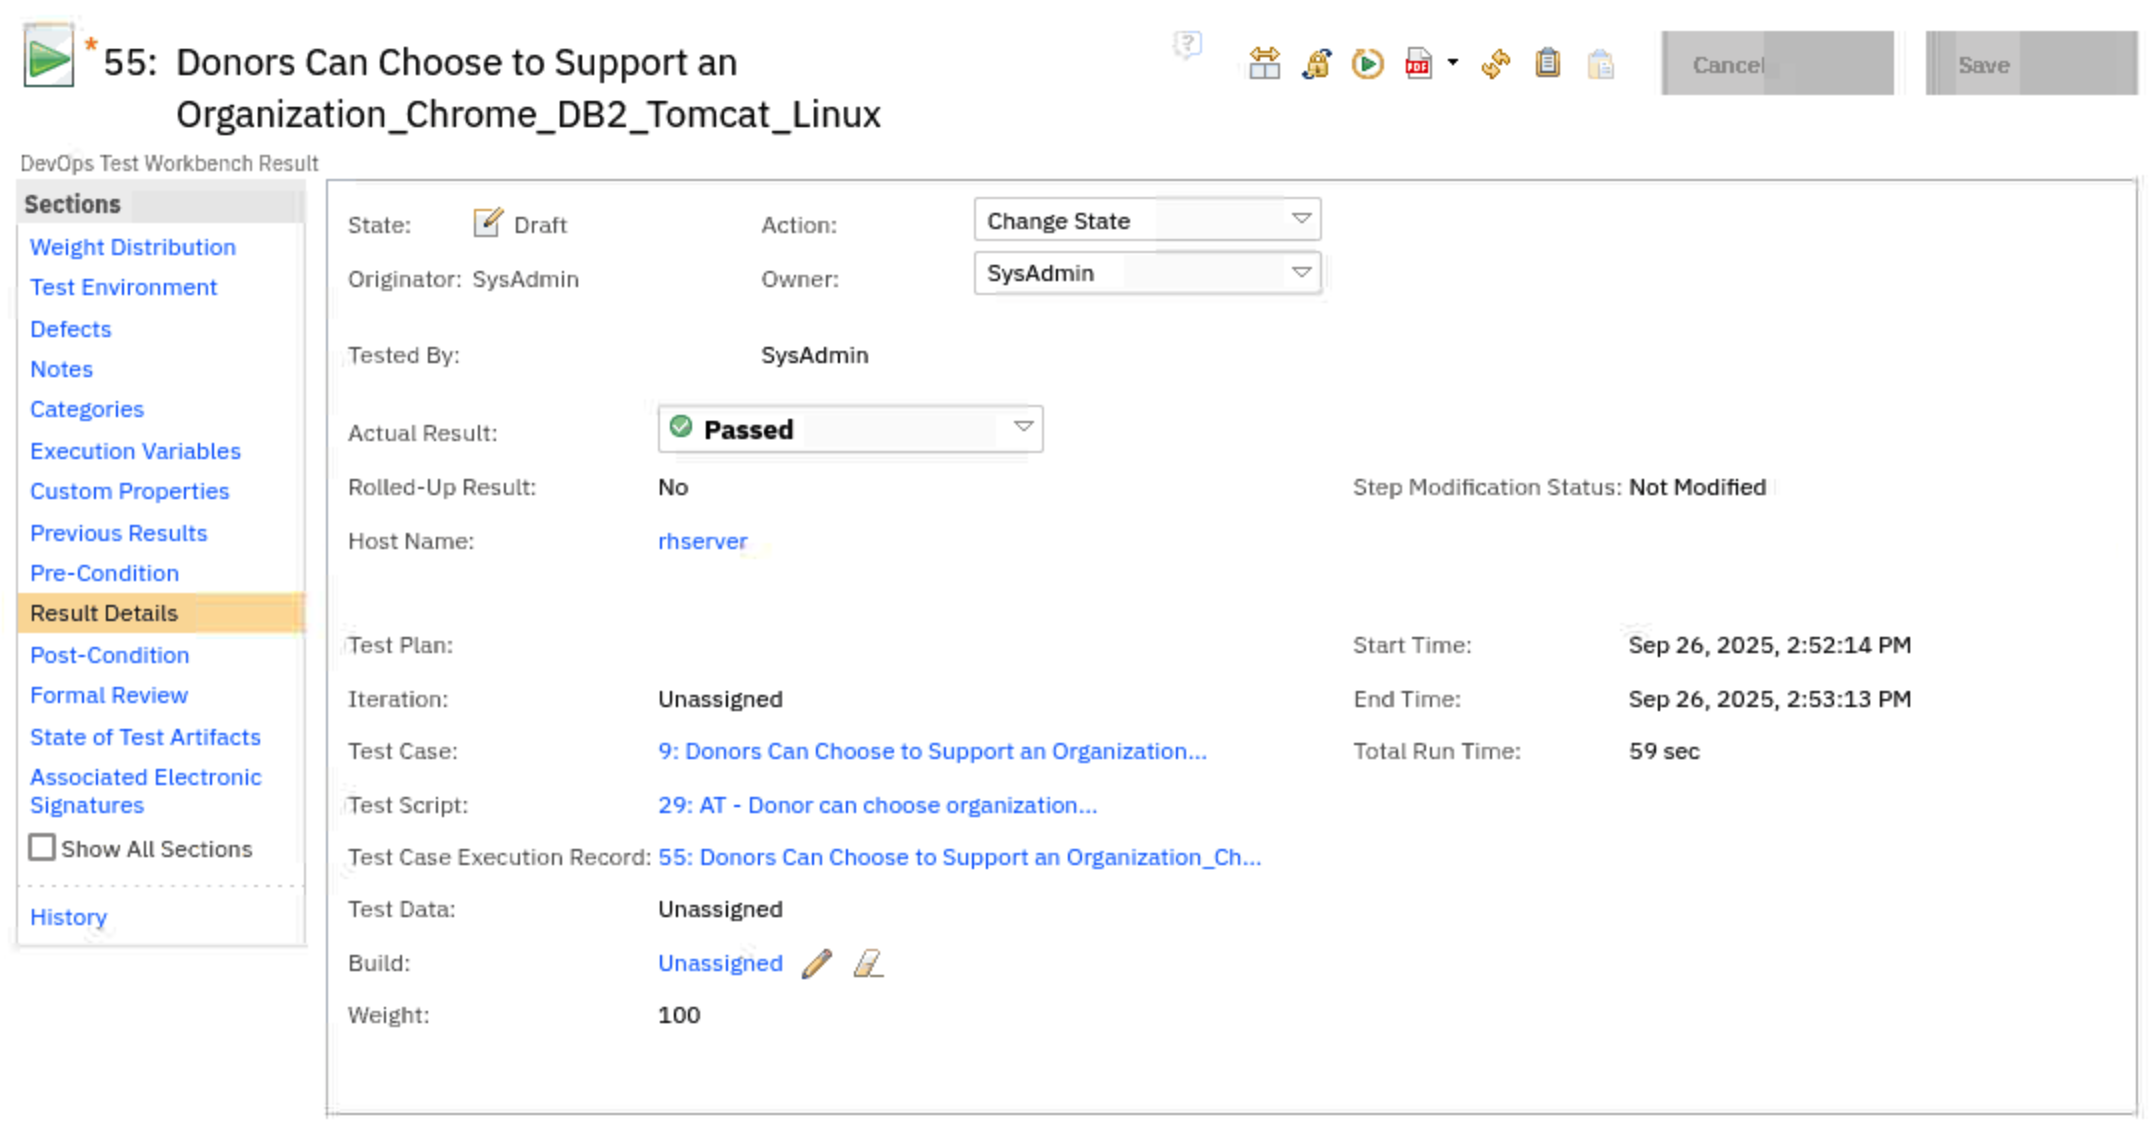 * 55: Donors Can Choose to Support an
Organization_Chrome_DB2_Tomcat_Linux
? PDF Cancel Save
DevOps Test Workbench Result
Sections
Weight Distribution
Test Environment
Defects
Notes
Categories
Execution Variables
Custom Properties
Previous Results
Pre-Condition
Result Details
Post-Condition
Formal Review
State of Test Artifacts
Associated Electronic
Signatures
Show All Sections
History
State: Draft Action: Change State
Originator: SysAdmin Owner: SysAdmin
Tested By: SysAdmin
Actual Result: Passed
Rolled-Up Result: No Step Modification Status: Not Modified
Host Name: rhserver
Test Plan: Start Time: Sep 26, 2025, 2:52:14 PM
Iteration: Unassigned End Time: Sep 26, 2025, 2:53:13 PM
Test Case: 9: Donors Can Choose to Support an Organization... Total Run Time: 59 sec
Test Script: 29: AT - Donor can choose organization...
Test Case Execution Record: 55: Donors Can Choose to Support an Organization_Ch...
Test Data: Unassigned
Build: Unassigned
Weight: 100